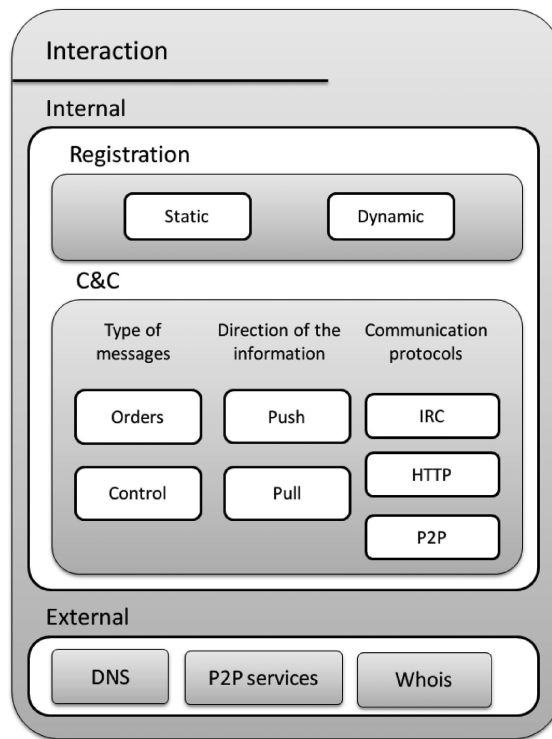 Interaction
Internal
Registration
Static
Dynamic
C&C
Type of
messages
Direction of the
information
Communication
protocols
Orders
Push
IRC
Control
Pull
HTTP
P2P
External
DNS
P2P services
Whois